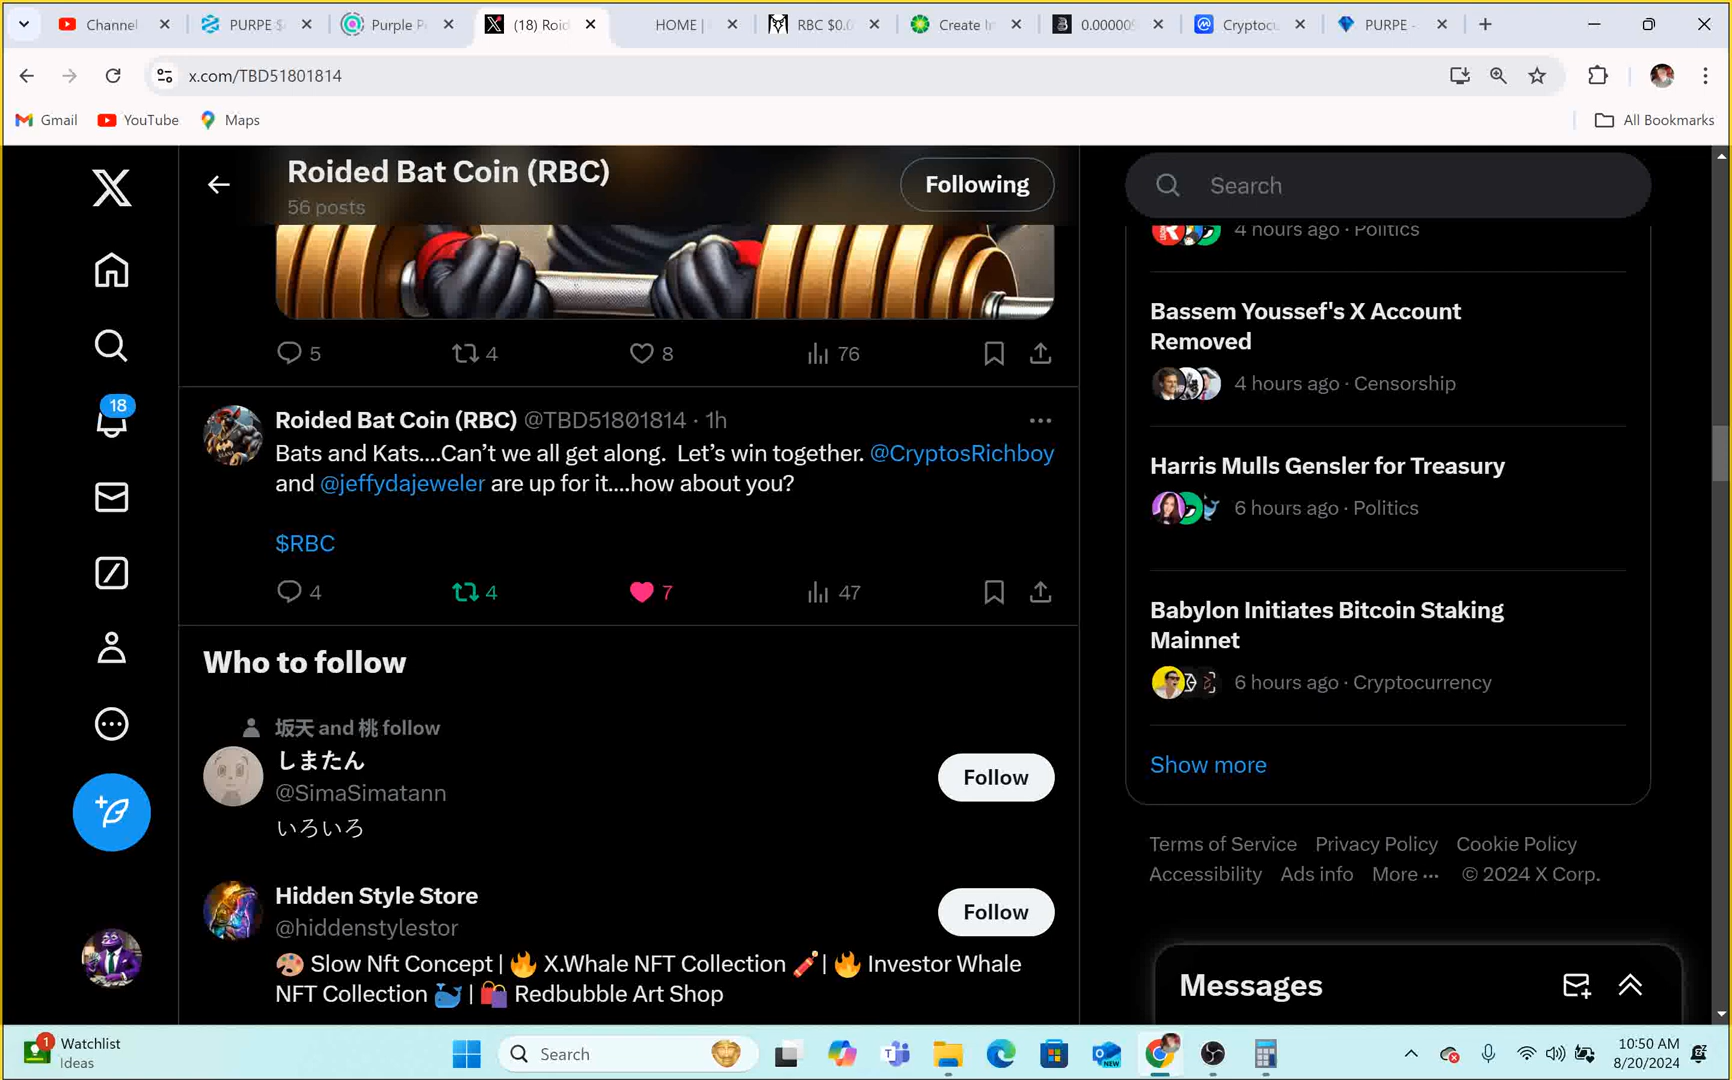 Channel
PURPE $
Purple P
(18) Roid
HOME |
RBC $0.0
Create In
0.000005
Cryptocu
PURPE -
x.com/TBD51801814
Gmail
YouTube
Maps
All Bookmarks
Roided Bat Coin (RBC)
56 posts
Following
5
4
8
76
Roided Bat Coin (RBC) @TBD51801814 · 1h
Bats and Kats....Can’t we all get along. Let’s win together. @CryptosRichboy
and @jeffydajeweler are up for it....how about you?
$RBC
4
4
7
47
Who to follow
坂天 and 桃 follow
しまたん
@SimaSimatann
いろいろ
Follow
Hidden Style Store
@hiddenstylestor
Follow
🎨 Slow Nft Concept | 🔥 X.Whale NFT Collection 🧨 | 🔥 Investor Whale
NFT Collection 🐳 | 🛍️ Redbubble Art Shop
18
Search
4 hours ago · Politics
Bassem Youssef's X Account
Removed
4 hours ago · Censorship
Harris Mulls Gensler for Treasury
6 hours ago · Politics
Babylon Initiates Bitcoin Staking
Mainnet
6 hours ago · Cryptocurrency
Show more
Terms of Service Privacy Policy Cookie Policy
Accessibility Ads info More ··· © 2024 X Corp.
Messages
1
Watchlist
Ideas
Search
NEW
10:50 AM
8/20/2024